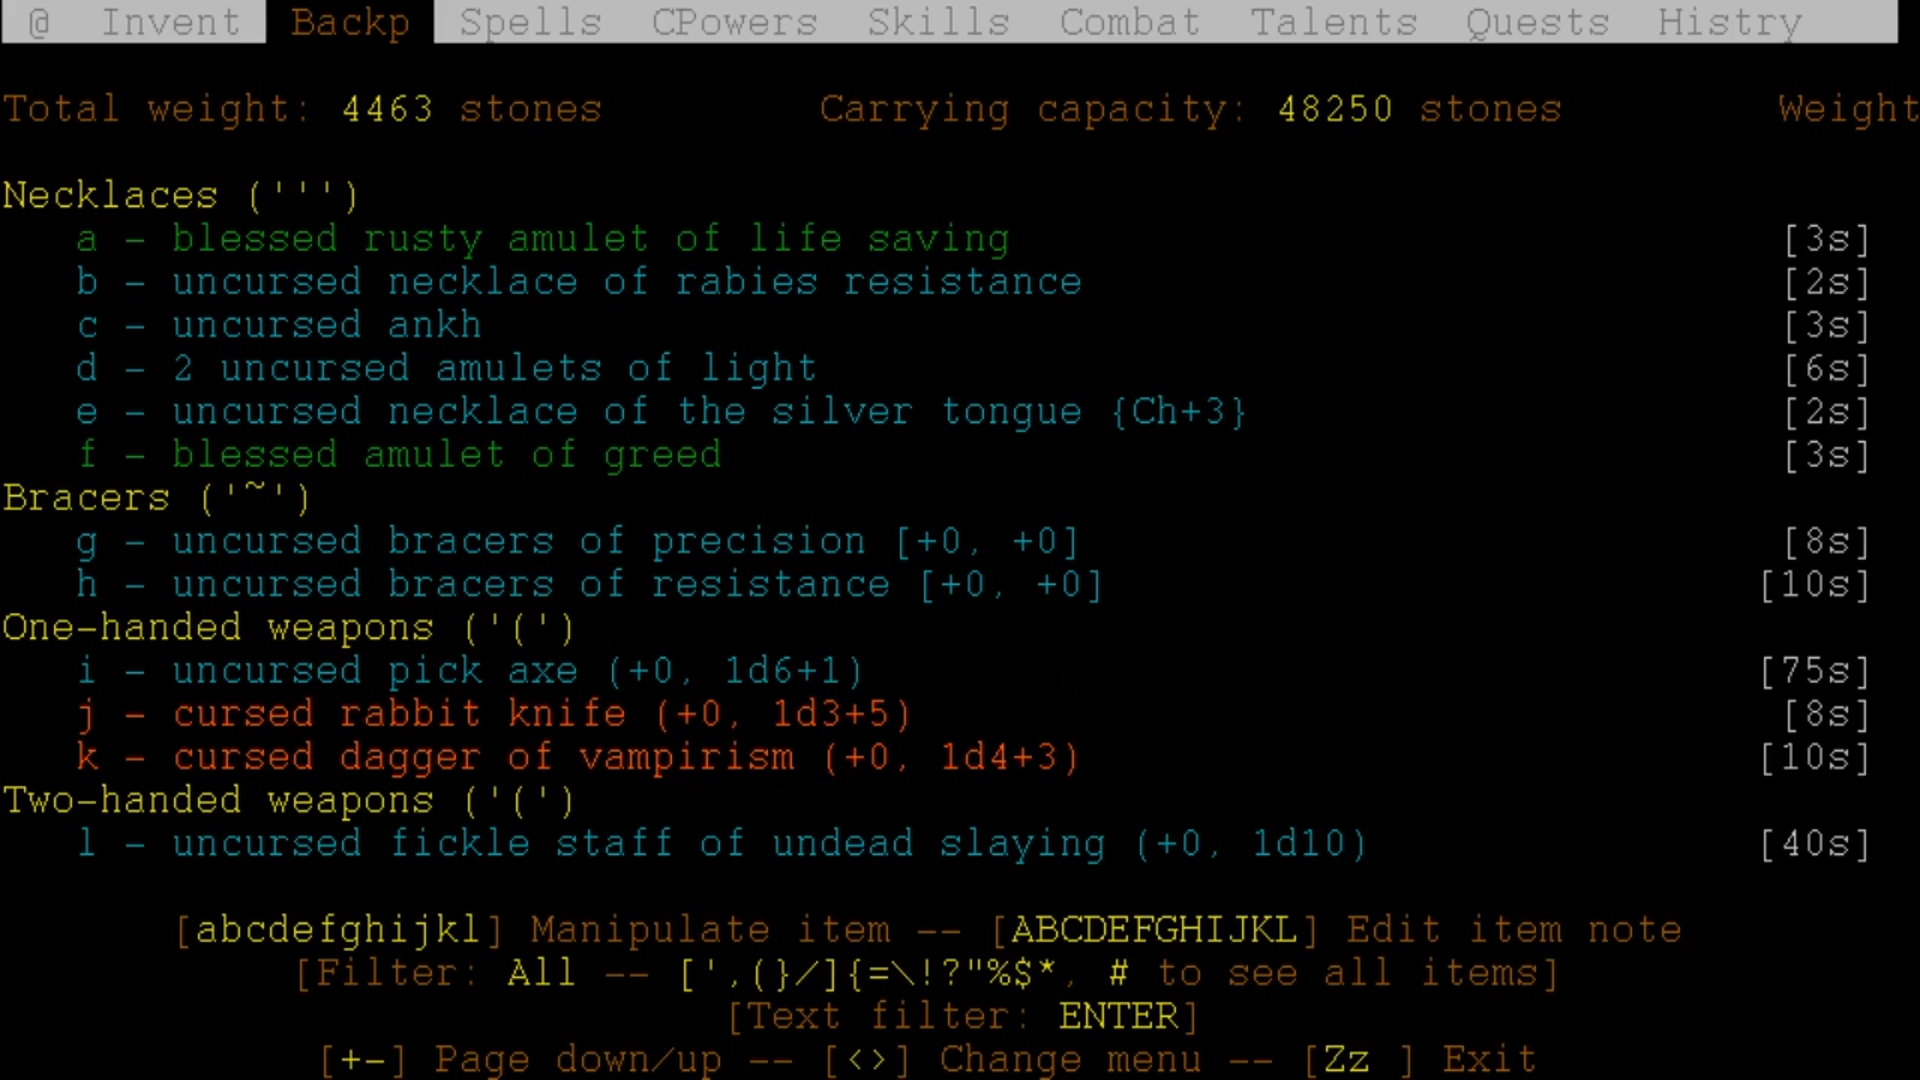 @ Invent Backp Spells CPowers Skills Combat Talents Quests Histry
Total weight: 4463 stones Carrying capacity: 48250 stones Weight
Necklaces (''')
a - blessed rusty amulet of life saving [3s]
b - uncursed necklace of rabies resistance [2s]
c - uncursed ankh [3s]
d - 2 uncursed amulets of light [6s]
e - uncursed necklace of the silver tongue {Ch+3} [2s]
f - blessed amulet of greed [3s]
Bracers ('~')
g - uncursed bracers of precision [+0, +0] [8s]
h - uncursed bracers of resistance [+0, +0] [10s]
One-handed weapons ('(')
i - uncursed pick axe (+0, 1d6+1) [75s]
j - cursed rabbit knife (+0, 1d3+5) [8s]
k - cursed dagger of vampirism (+0, 1d4+3) [10s]
Two-handed weapons ('(')
l - uncursed fickle staff of undead slaying (+0, 1d10) [40s]
[abcdefghijkl] Manipulate item -- [ABCDEFGHIJKL] Edit item note
[Filter: All -- [',(}/]{=\!?"%$*, # to see all items]
[Text filter: ENTER]
[+-] Page down/up -- [<>] Change menu -- [Zz ] Exit